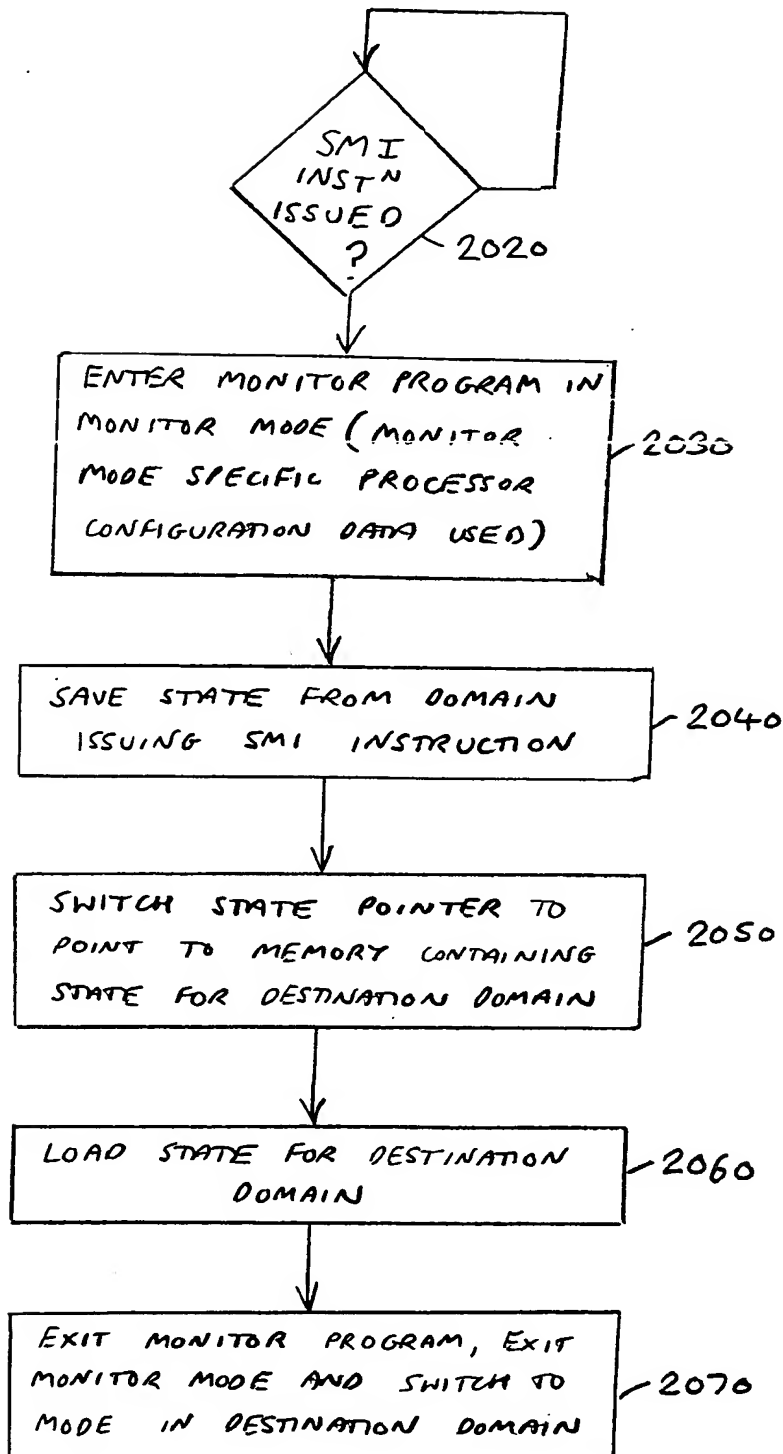 SMI
INSTN
ISSUED
?
2020
ENTER MONITOR PROGRAM IN
MONITOR MODE (MONITOR
MODE SPECIFIC PROCESSOR
CONFIGURATION DATA USED)
2030
SAVE STATE FROM DOMAIN
ISSUING SMI INSTRUCTION
2040
SWITCH STATE POINTER TO
POINT TO MEMORY CONTAINING
STATE FOR DESTINATION DOMAIN
2050
LOAD STATE FOR DESTINATION
DOMAIN
2060
EXIT MONITOR PROGRAM, EXIT
MONITOR MODE AND SWITCH TO
MODE IN DESTINATION DOMAIN
2070